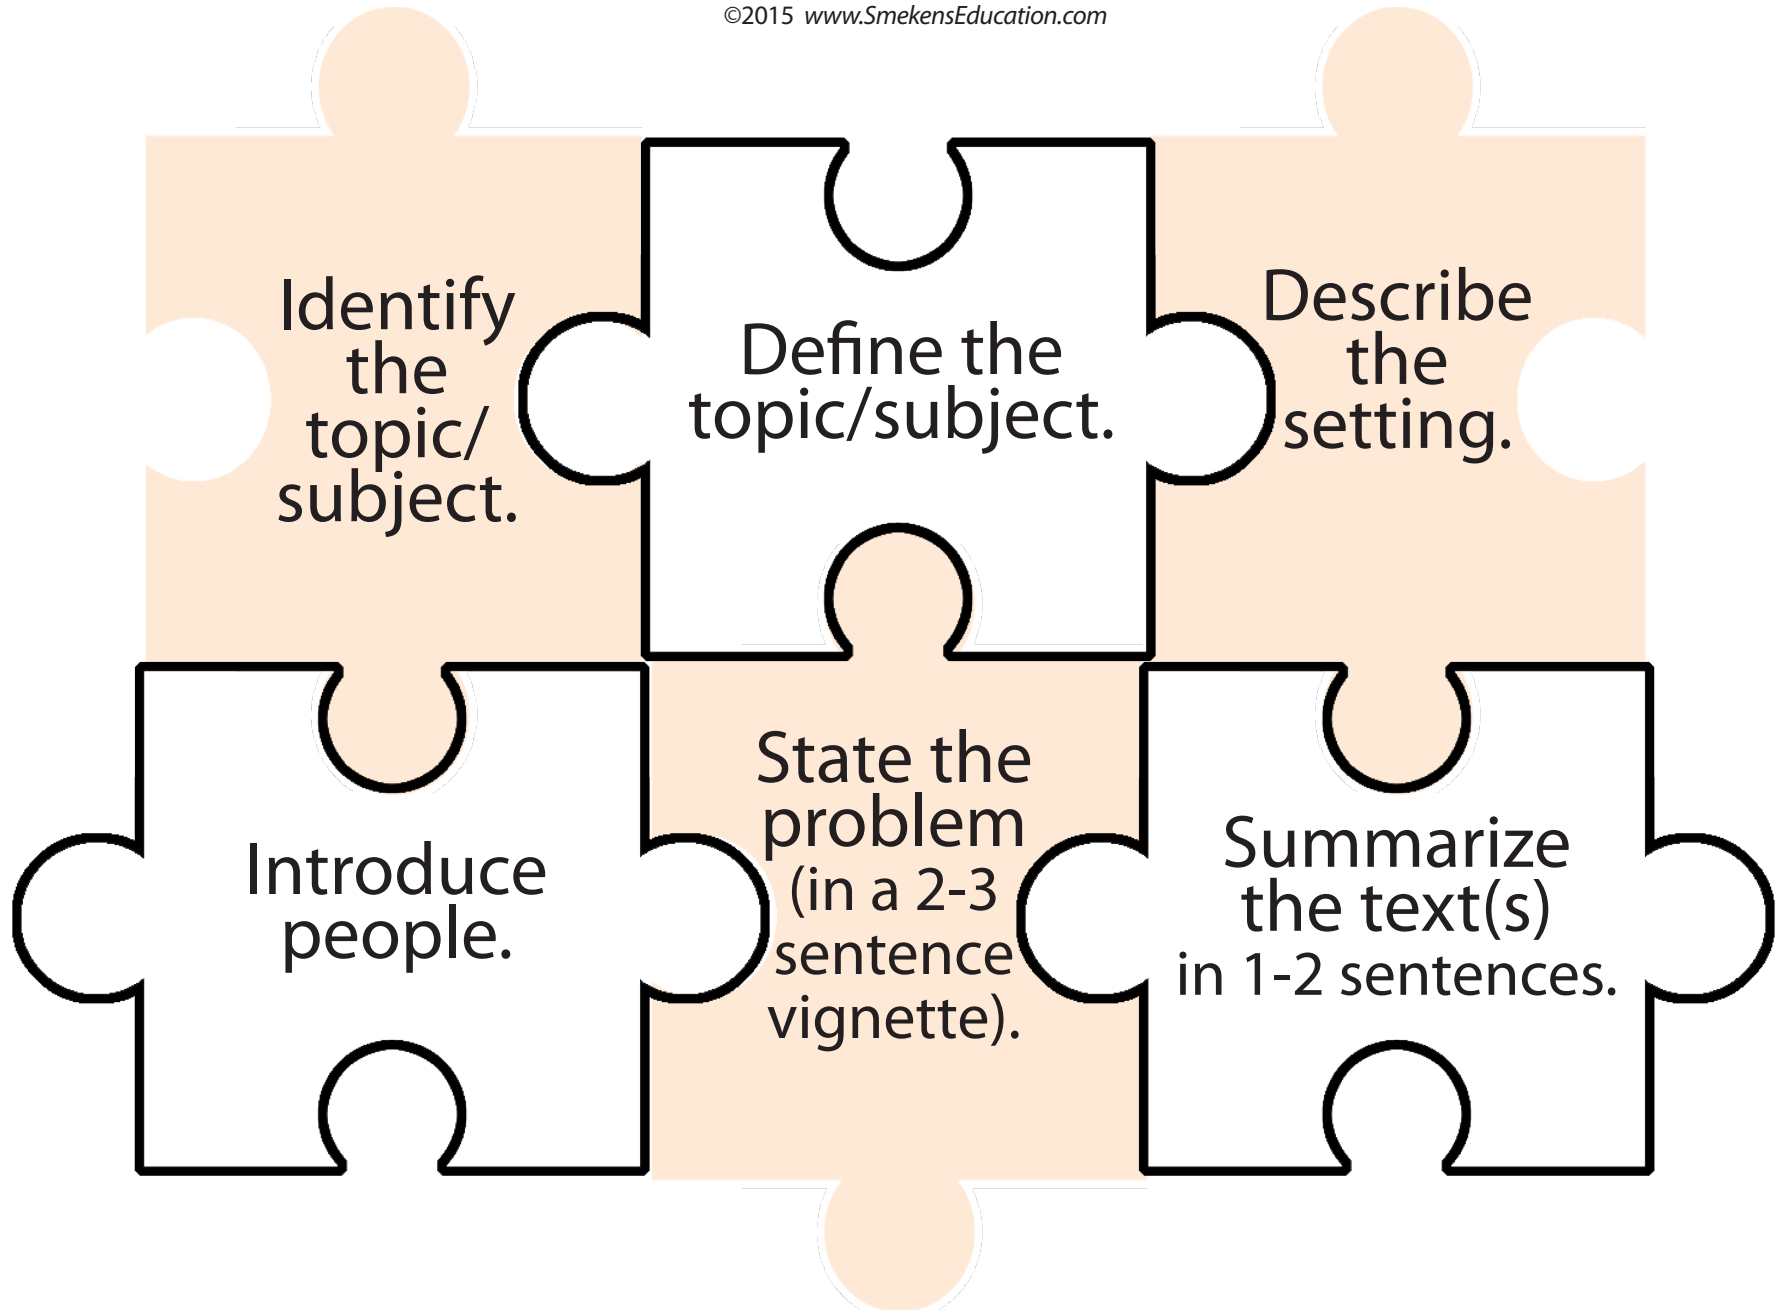 ©2015 www.SmekensEducation.com
Identify
the
topic/
subject.
Define the
topic/subject.
Describe
the
setting.
Introduce
people.
State the
problem
(in a 2-3
sentence
vignette).
Summarize
the text(s)
in 1-2 sentences.